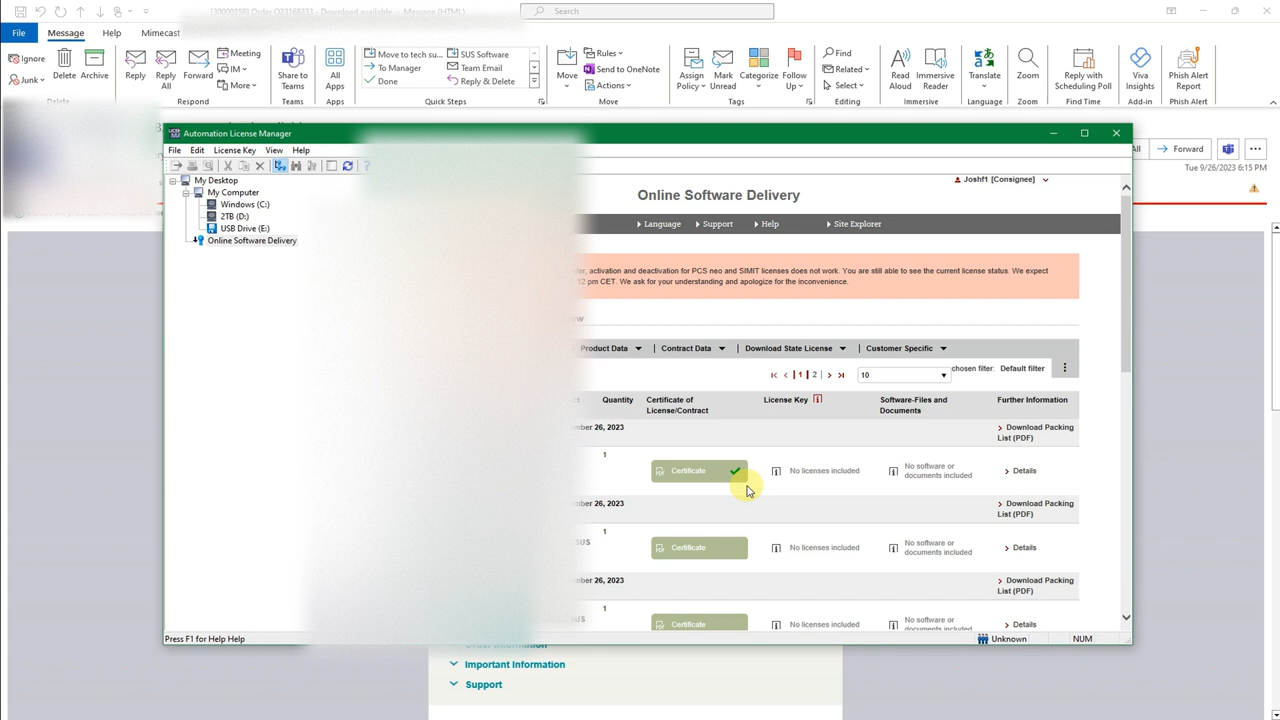 [30000358] Order O23168333 - Download available. - Message (HTML)
Search
File Message Help Mimecast
Ignore
Junk
Delete
Archive
Reply
Reply All
Forward
Meeting
IM
More
Share to Teams
All Apps
Move to tech su...
To Manager
Done
SUS Software
Team Email
Reply & Delete
Move
Rules
Send to OneNote
Actions
Assign Policy
Mark Unread
Categorize
Follow Up
Find
Related
Select
Read Aloud
Immersive Reader
Translate
Zoom
Reply with Scheduling Poll
Viva Insights
Phish Alert Report
Delete Respond Teams Apps Quick Steps Move Tags Editing Immersive Language Zoom Find Time Add-in Phish Alert
All Forward
Tue 9/26/2023 6:15 PM
Automation License Manager
File Edit License Key View Help
My Desktop
My Computer
Windows (C:)
2TB (D:)
USB Drive (E:)
Online Software Delivery
Joshf1 [Consignee]
Online Software Delivery
Language Support Help Site Explorer
, activation and deactivation for PCS neo and SIMIT licenses does not work. You are still able to see the current license status. We expect
12 pm CET. We ask for your understanding and apologize for the inconvenience.
Product Data | Contract Data | Download State License | Customer Specific
1 2 10 chosen filter: Default filter
Quantity
Certificate of License/Contract
License Key
Software-Files and Documents
Further Information
26, 2023
Download Packing List (PDF)
1
Certificate
No licenses included
No software or documents included
Details
26, 2023
Download Packing List (PDF)
1
SUS
Certificate
No licenses included
No software or documents included
Details
26, 2023
Download Packing List (PDF)
1
Certificate
No licenses included
No software or
Details
Press F1 for Help Help
Unknown
NUM
Important Information
Support